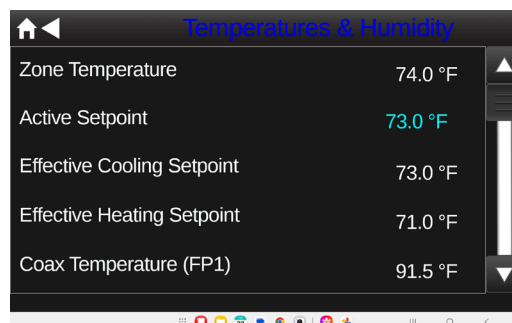 Temperatures & Humidity
Zone Temperature 74.0 °F
Active Setpoint 73.0 °F
Effective Cooling Setpoint 73.0 °F
Effective Heating Setpoint 71.0 °F
Coax Temperature (FP1) 91.5 °F